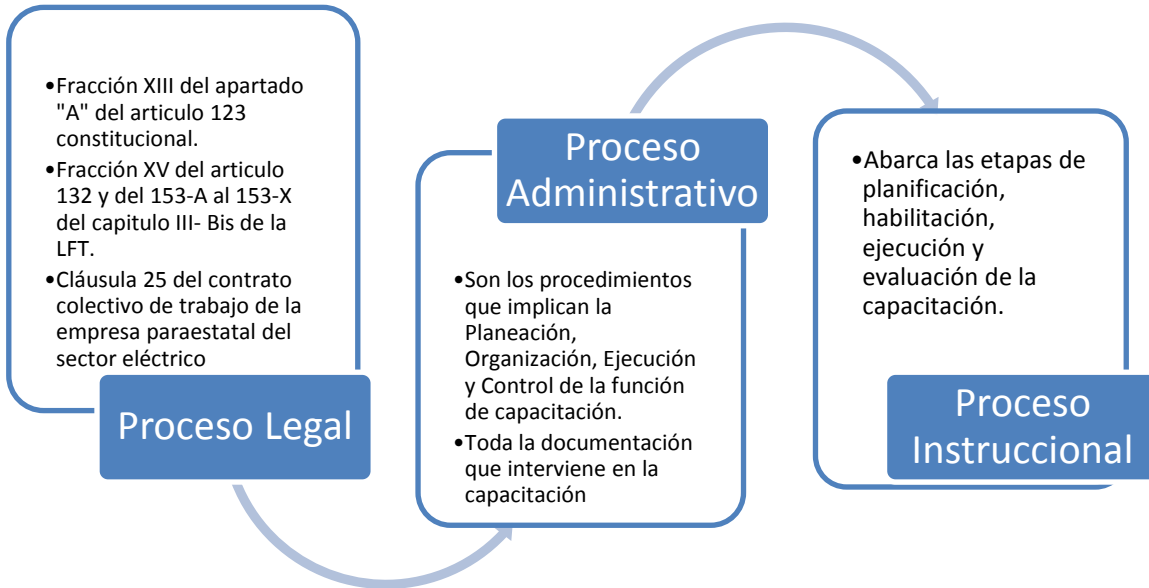 •Fracción XIII del apartado
"A" del articulo 123
constitucional.
•Fracción XV del articulo
132 y del 153-A al 153-X
del capitulo III- Bis de la
LFT.
•Cláusula 25 del contrato
colectivo de trabajo de la
empresa paraestatal del
sector eléctrico
Proceso Legal
Proceso
Administrativo
•Son los procedimientos
que implican la
Planeación,
Organización, Ejecución
y Control de la función
de capacitación.
•Toda la documentación
que interviene en la
capacitación
•Abarca las etapas de
planificación,
habilitación,
ejecución y
evaluación de la
capacitación.
Proceso
Instruccional